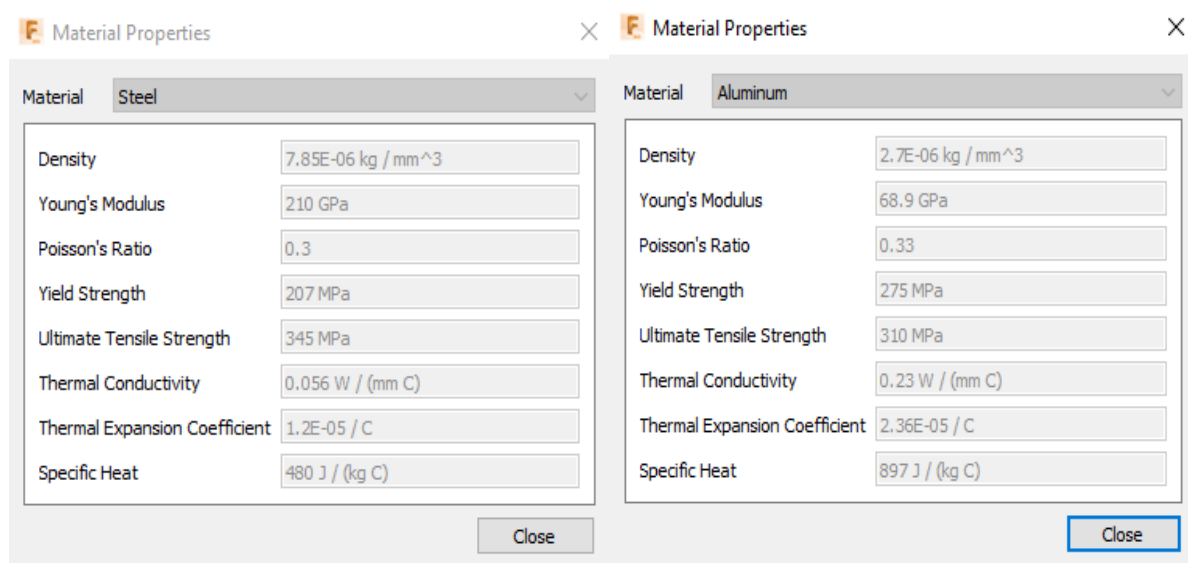 Material Properties
Material Steel
Density 7.85E-06 kg / mm^3
Young's Modulus 210 GPa
Poisson's Ratio 0.3
Yield Strength 207 MPa
Ultimate Tensile Strength 345 MPa
Thermal Conductivity 0.056 W / (mm C)
Thermal Expansion Coefficient 1.2E-05 / C
Specific Heat 480 J / (kg C)
Close
Material Properties
Material Aluminum
Density 2.7E-06 kg / mm^3
Young's Modulus 68.9 GPa
Poisson's Ratio 0.33
Yield Strength 275 MPa
Ultimate Tensile Strength 310 MPa
Thermal Conductivity 0.23 W / (mm C)
Thermal Expansion Coefficient 2.36E-05 / C
Specific Heat 897 J / (kg C)
Close